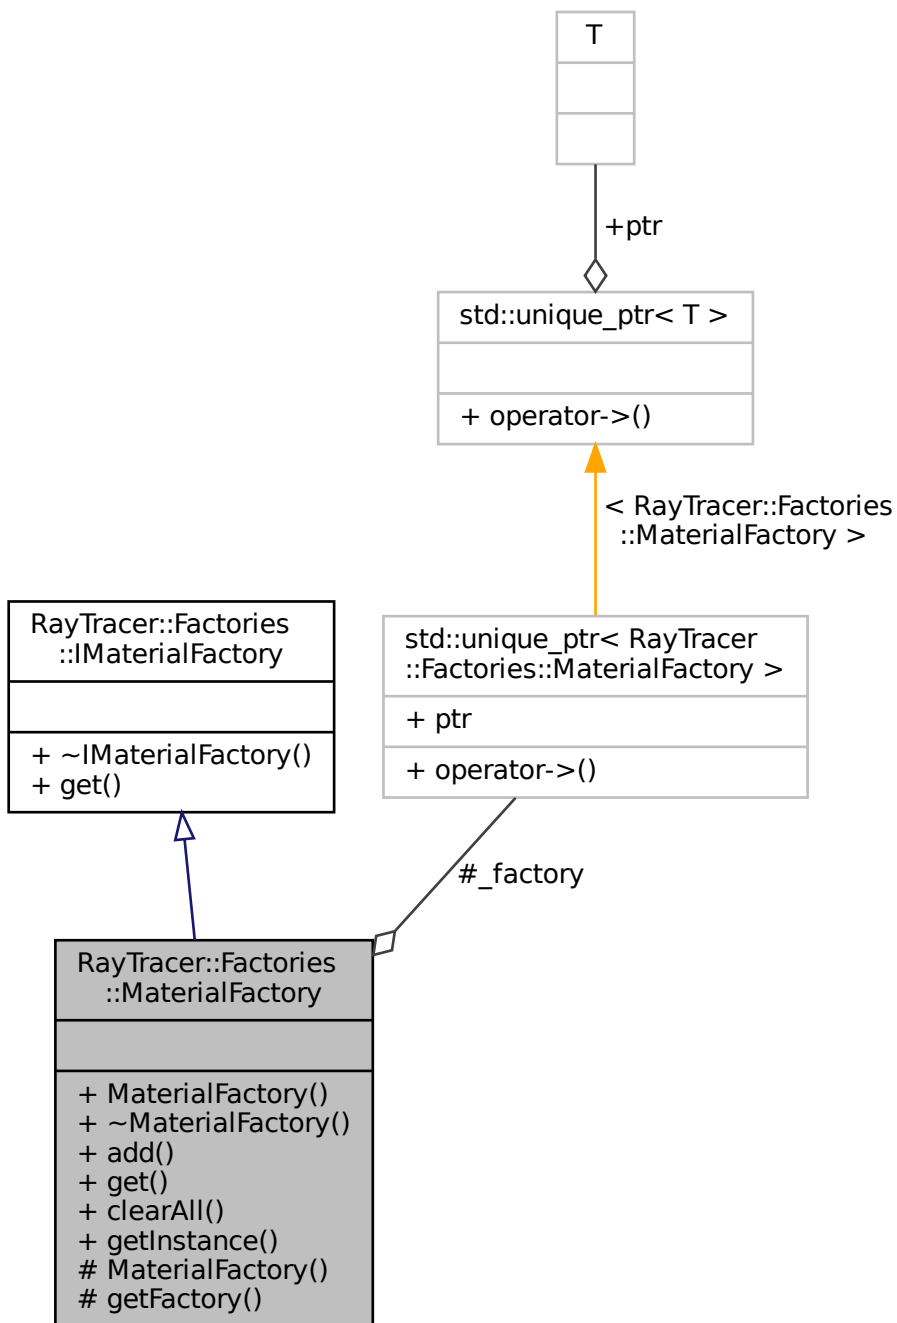 T
+ptr
std::unique_ptr< T >
+ operator->()
< RayTracer::Factories
::MaterialFactory >
RayTracer::Factories
::IMaterialFactory
+ ~IMaterialFactory()
+ get()
std::unique_ptr< RayTracer
::Factories::MaterialFactory >
+ ptr
+ operator->()
#_factory
RayTracer::Factories
::MaterialFactory
+ MaterialFactory()
+ ~MaterialFactory()
+ add()
+ get()
+ clearAll()
+ getInstance()
# MaterialFactory()
# getFactory()